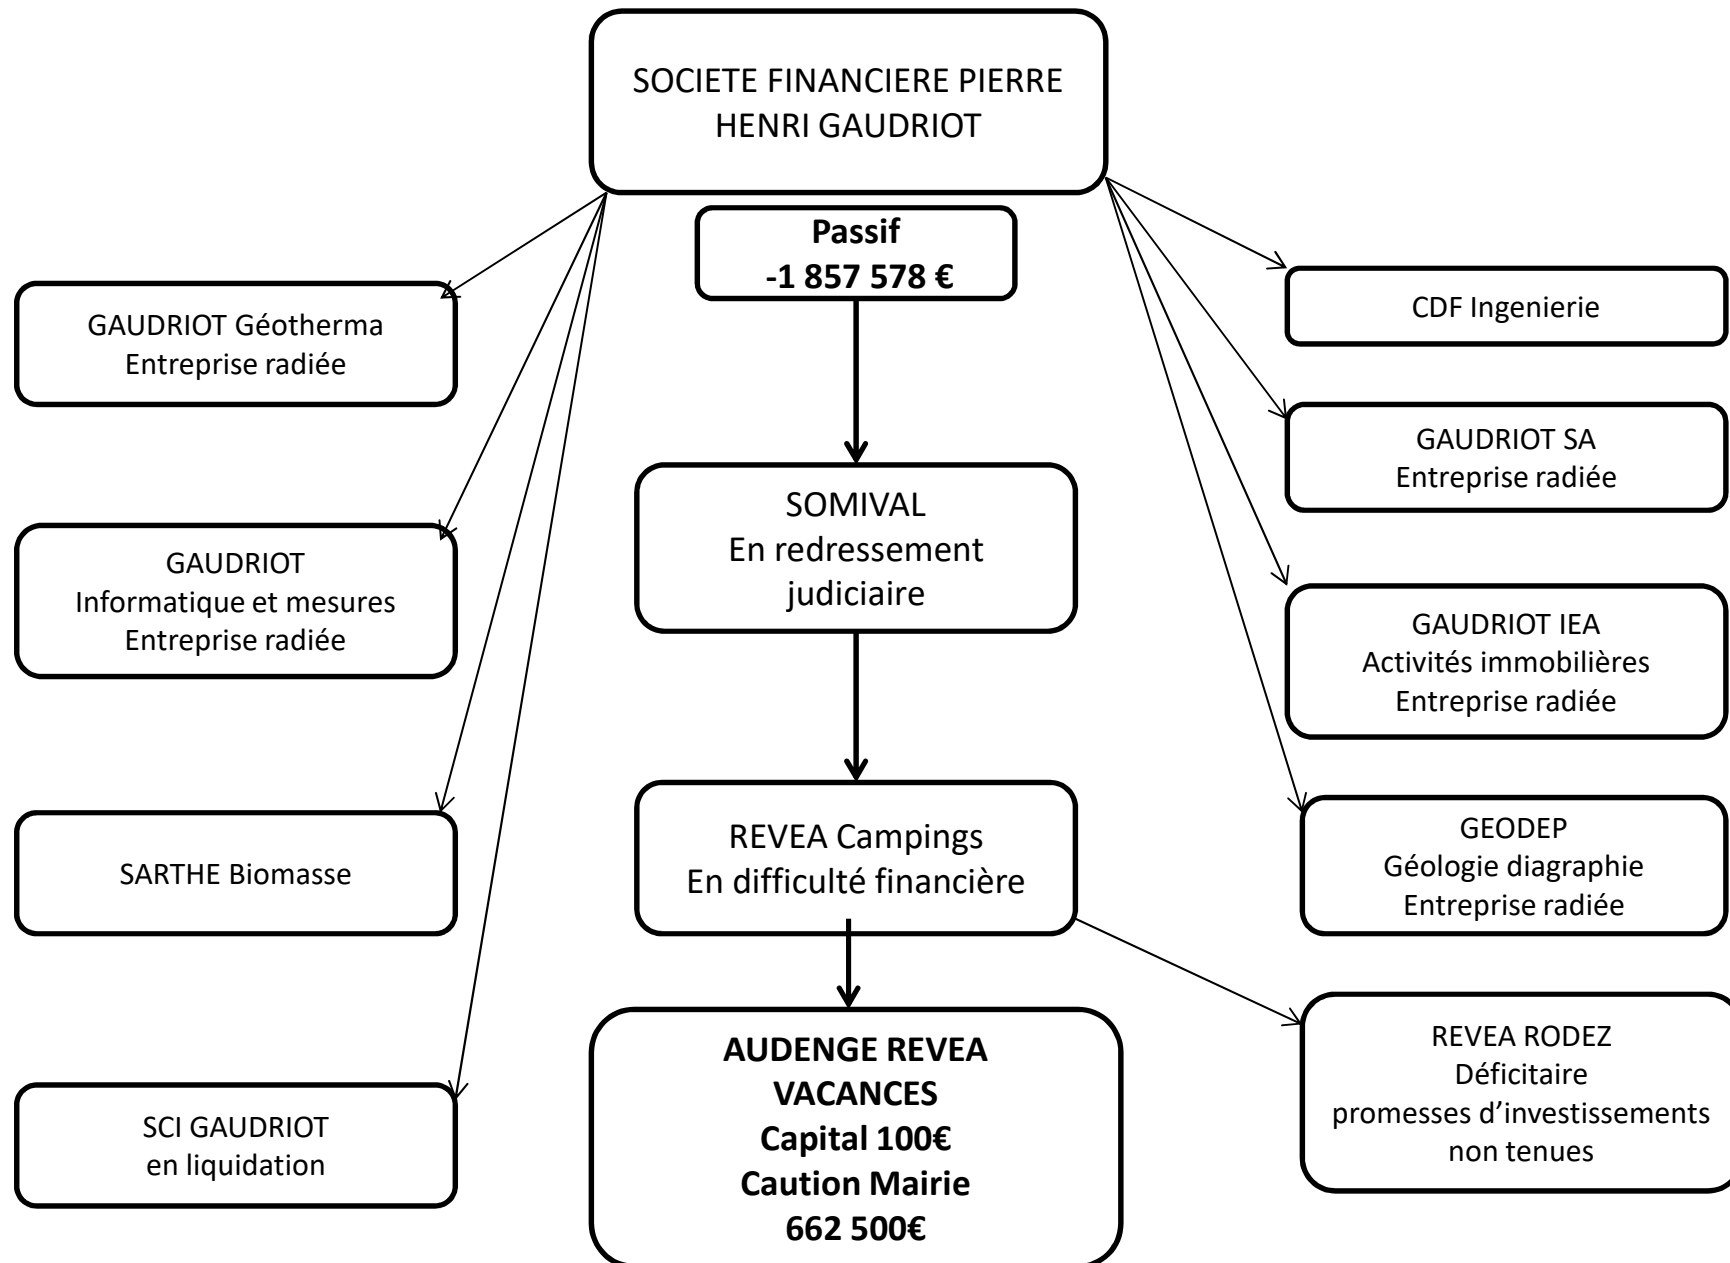 SOCIETE FINANCIERE PIERRE
HENRI GAUDRIOT
Passif
-1 857 578 €
GAUDRIOT Géotherma
Entreprise radiée
CDF Ingenierie
GAUDRIOT SA
Entreprise radiée
SOMIVAL
En redressement
judiciaire
GAUDRIOT
Informatique et mesures
Entreprise radiée
GAUDRIOT IEA
Activités immobilières
Entreprise radiée
REVEA Campings
En difficulté financière
SARTHE Biomasse
GEODEP
Géologie diagraphie
Entreprise radiée
AUDENGE REVEA
VACANCES
Capital 100€
Caution Mairie
662 500€
SCI GAUDRIOT
en liquidation
REVEA RODEZ
Déficitaire
promesses d’investissements
non tenues